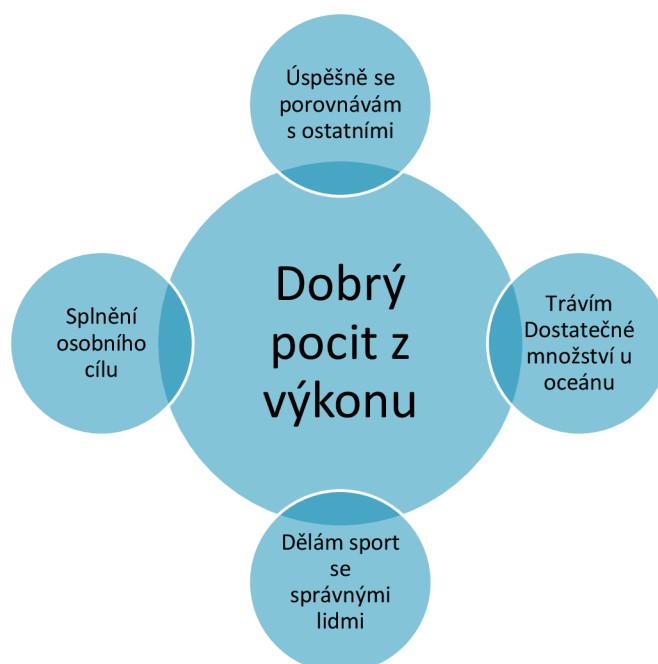 Úspěšně se
porovnávám
s ostatními
Splnění
osobního
cílu
Dobrý
pocit z
výkonu
Trávím
Dostatečné
množství u
oceánu
Dělám sport
se
správnými
lidmi